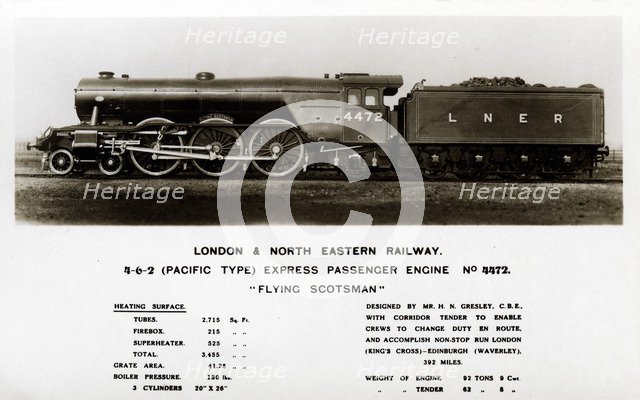 Heritage Heritage
4472
L N E R
Heritage Heritage
LONDON & NORTH EASTERN RAILWAY.
4-6-2 (PACIFIC TYPE) EXPRESS PASSENGER ENGINE No 4472.
"FLYING SCOTSMAN"
HEATING SURFACE.
TUBES. 2,715 Sq. Ft.
FIREBOX. 215 " "
SUPERHEATER. 525 " "
TOTAL. 3,455 " "
GRATE AREA. 41.25 " "
BOILER PRESSURE. 180 lbs.
3 CYLINDERS 20" X 26"
DESIGNED BY MR. H. N. GRESLEY, C.B.E.,
WITH CORRIDOR TENDER TO ENABLE
CREWS TO CHANGE DUTY EN ROUTE,
AND ACCOMPLISH NON-STOP RUN LONDON
(KING'S CROSS)–EDINBURGH (WAVERLEY),
392 MILES.
WEIGHT OF ENGINE 92 TONS 9 Cwt.
" " TENDER 62 " 8 "
Heritage Heritage